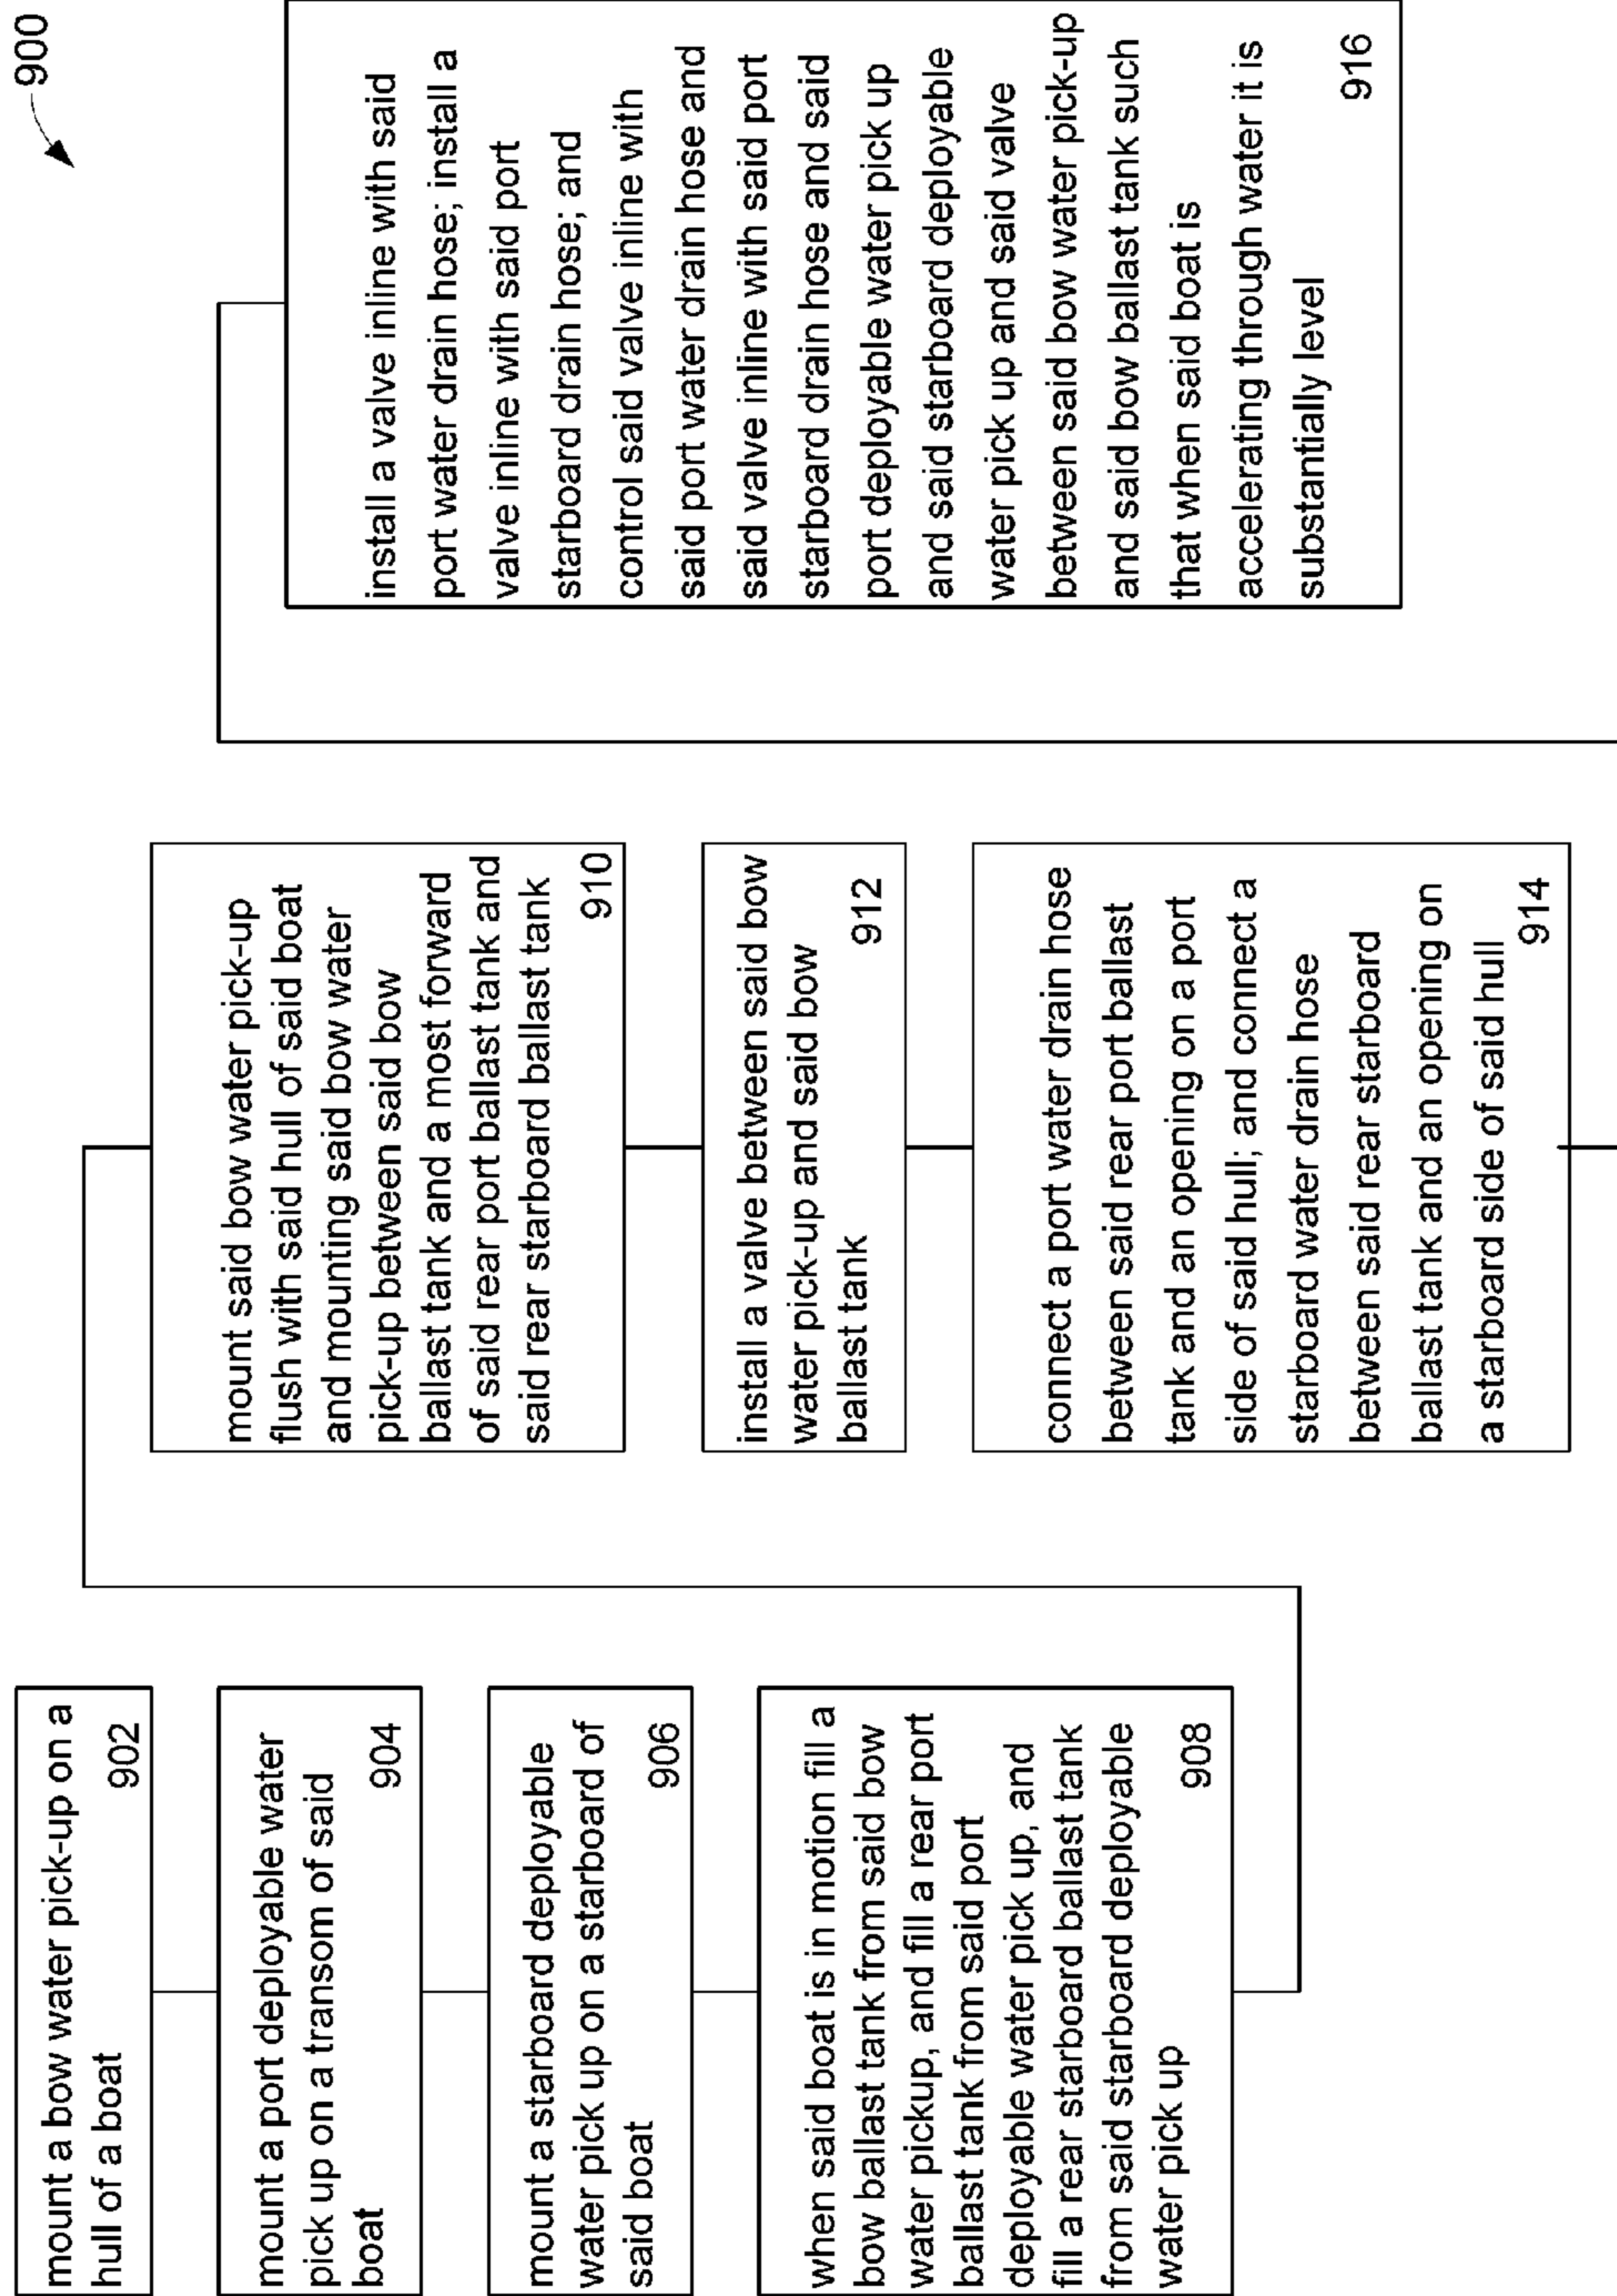 900
mount a bow water pick-up on a
hull of a boat
902
mount a port deployable water
pick up on a transom of said
boat
904
mount a starboard deployable
water pick up on a starboard of
said boat
906
when said boat is in motion fill a
bow ballast tank from said bow
water pickup, and fill a rear port
ballast tank from said port
deployable water pick up, and
fill a rear starboard ballast tank
from said starboard deployable
water pick up
908
mount said bow water pick-up
flush with said hull of said boat
and mounting said bow water
pick-up between said bow
ballast tank and a most forward
of said rear port ballast tank and
said rear starboard ballast tank
910
install a valve between said bow
water pick-up and said bow
ballast tank
912
connect a port water drain hose
between said rear port ballast
tank and an opening on a port
side of said hull; and connect a
starboard water drain hose
between said rear starboard
ballast tank and an opening on
a starboard side of said hull
914
install a valve inline with said
port water drain hose; install a
valve inline with said port
starboard drain hose; and
control said valve inline with
said port water drain hose and
said valve inline with said port
starboard drain hose and said
port deployable water pick up
and said starboard deployable
water pick up and said valve
between said bow water pick-up
and said bow ballast tank such
that when said boat is
accelerating through water it is
substantially level
916